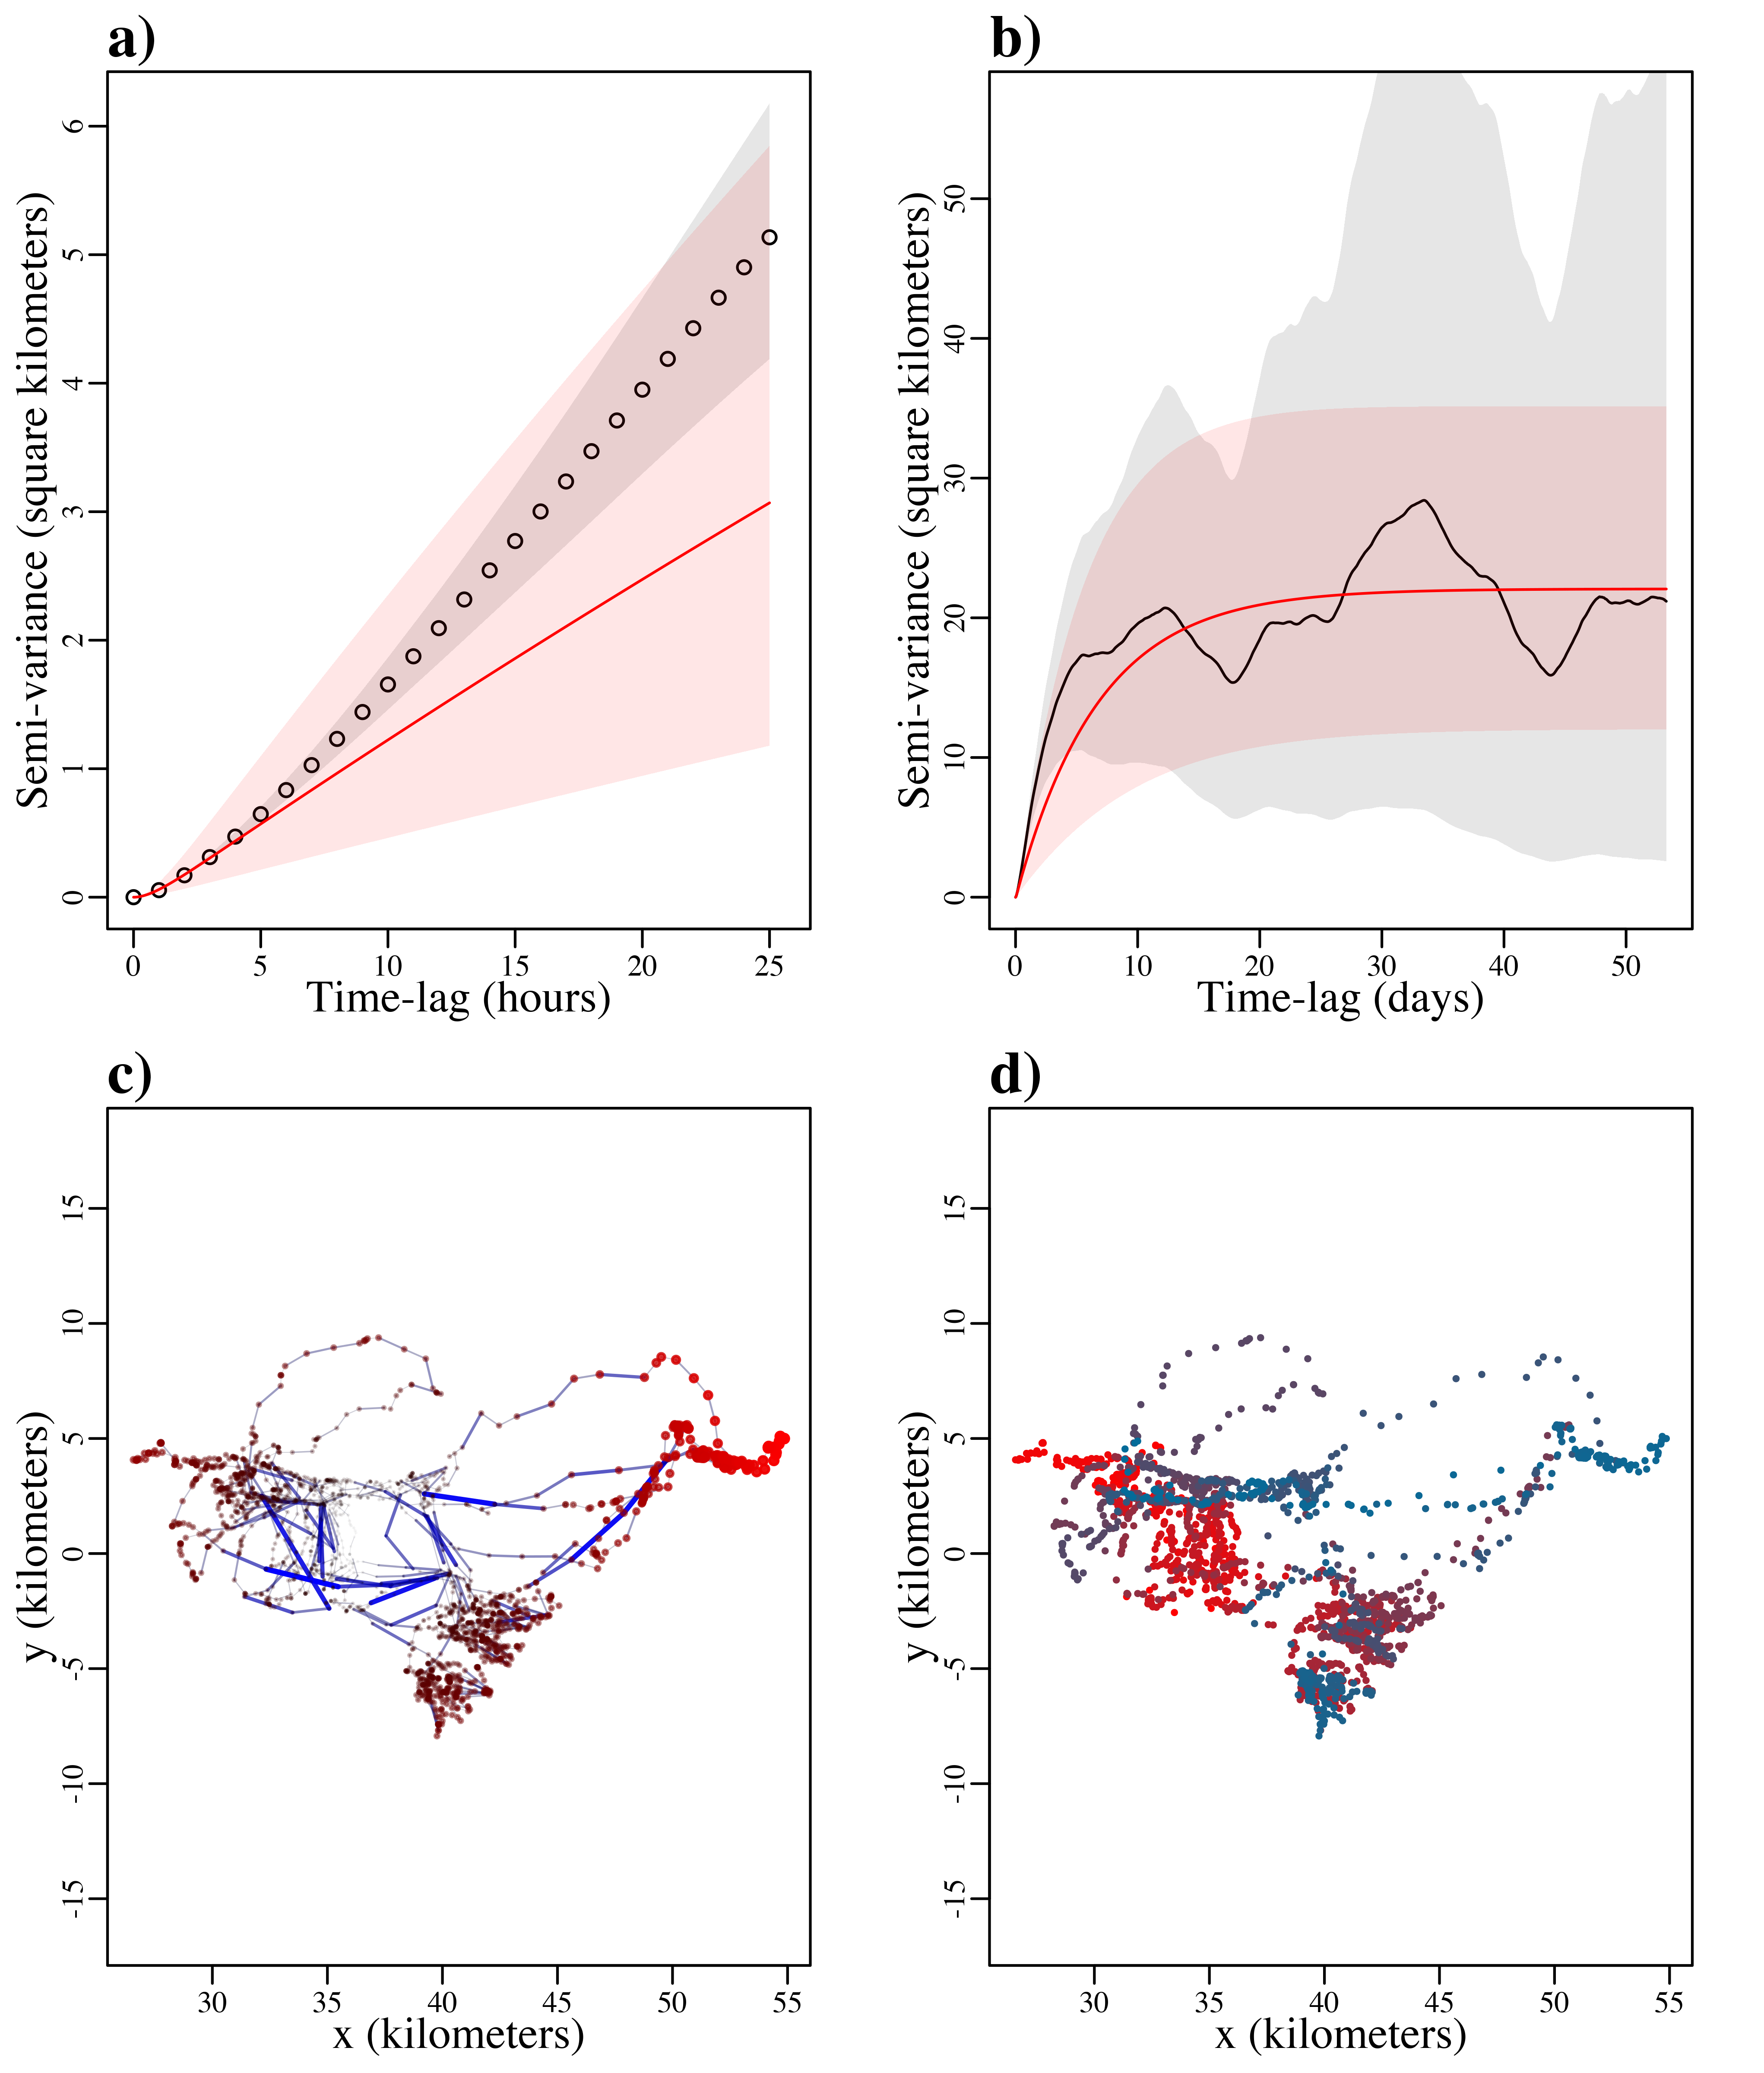 a)
Semi-variance (square kilometers)
0 1 2 3 4 5 6
0 5 10 15 20 25
Time-lag (hours)
b)
Semi-variance (square kilometers)
0 10 20 30 40 50
0 10 20 30 40 50
Time-lag (days)
c)
y (kilometers)
-15 -10 -5 0 5 10 15
30 35 40 45 50 55
x (kilometers)
d)
y (kilometers)
-15 -10 -5 0 5 10 15
30 35 40 45 50 55
x (kilometers)